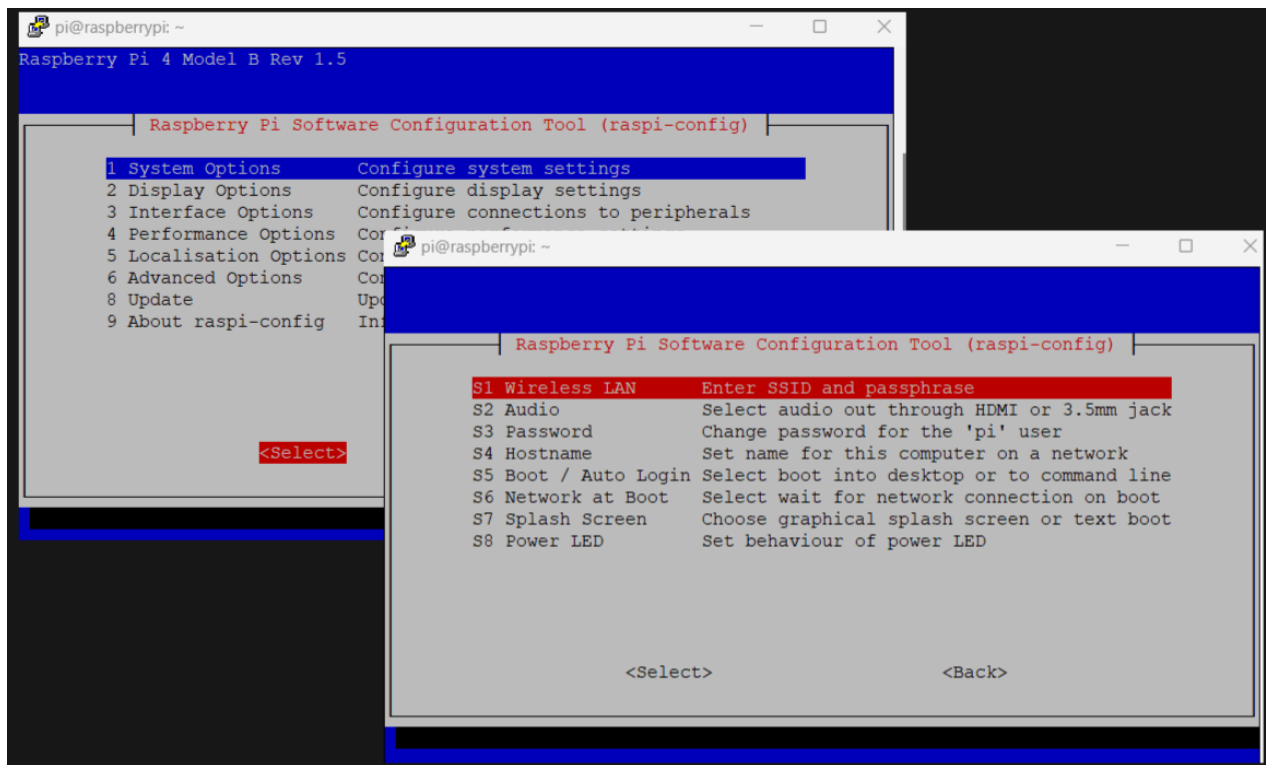 pi@raspberrypi: ~
Raspberry Pi 4 Model B Rev 1.5
Raspberry Pi Software Configuration Tool (raspi-config)
1 System Options Configure system settings
2 Display Options Configure display settings
3 Interface Options Configure connections to peripherals
4 Performance Options
5 Localisation Options
6 Advanced Options
8 Update
9 About raspi-config
<Select>
pi@raspberrypi: ~
Raspberry Pi Software Configuration Tool (raspi-config)
S1 Wireless LAN Enter SSID and passphrase
S2 Audio Select audio out through HDMI or 3.5mm jack
S3 Password Change password for the 'pi' user
S4 Hostname Set name for this computer on a network
S5 Boot / Auto Login Select boot into desktop or to command line
S6 Network at Boot Select wait for network connection on boot
S7 Splash Screen Choose graphical splash screen or text boot
S8 Power LED Set behaviour of power LED
<Select> <Back>